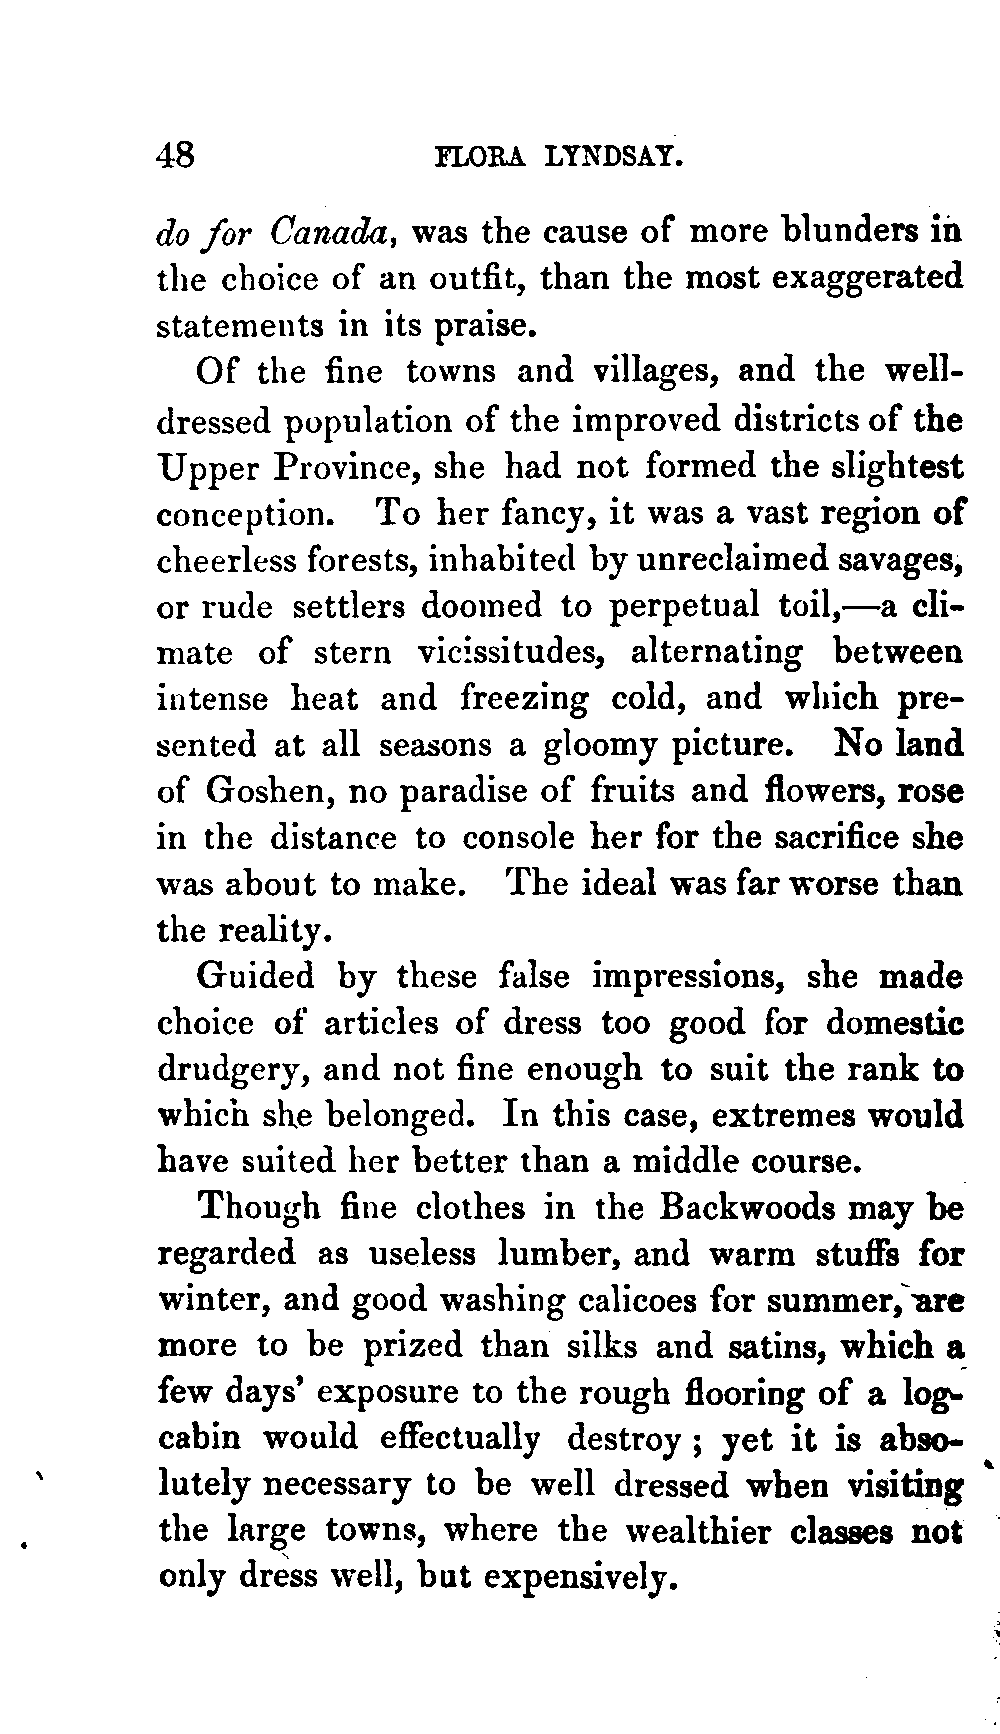 48 FLORA LYNDSAY.
do for Canada, was the cause of more blunders in
the choice of an outfit, than the most exaggerated
statements in its praise.
Of the fine towns and villages, and the well-
dressed population of the improved districts of the
Upper Province, she had not formed the slightest
conception. To her fancy, it was a vast region of
cheerless forests, inhabited by unreclaimed savages,
or rude settlers doomed to perpetual toil,—a cli-
mate of stern vicissitudes, alternating between
intense heat and freezing cold, and which pre-
sented at all seasons a gloomy picture. No land
of Goshen, no paradise of fruits and flowers, rose
in the distance to console her for the sacrifice she
was about to make. The ideal was far worse than
the reality.
Guided by these false impressions, she made
choice of articles of dress too good for domestic
drudgery, and not fine enough to suit the rank to
which she belonged. In this case, extremes would
have suited her better than a middle course.
Though fine clothes in the Backwoods may be
regarded as useless lumber, and warm stuffs for
winter, and good washing calicoes for summer, are
more to be prized than silks and satins, which a
few days' exposure to the rough flooring of a log-
cabin would effectually destroy ; yet it is abso-
lutely necessary to be well dressed when visiting
the large towns, where the wealthier classes not
only dress well, but expensively.